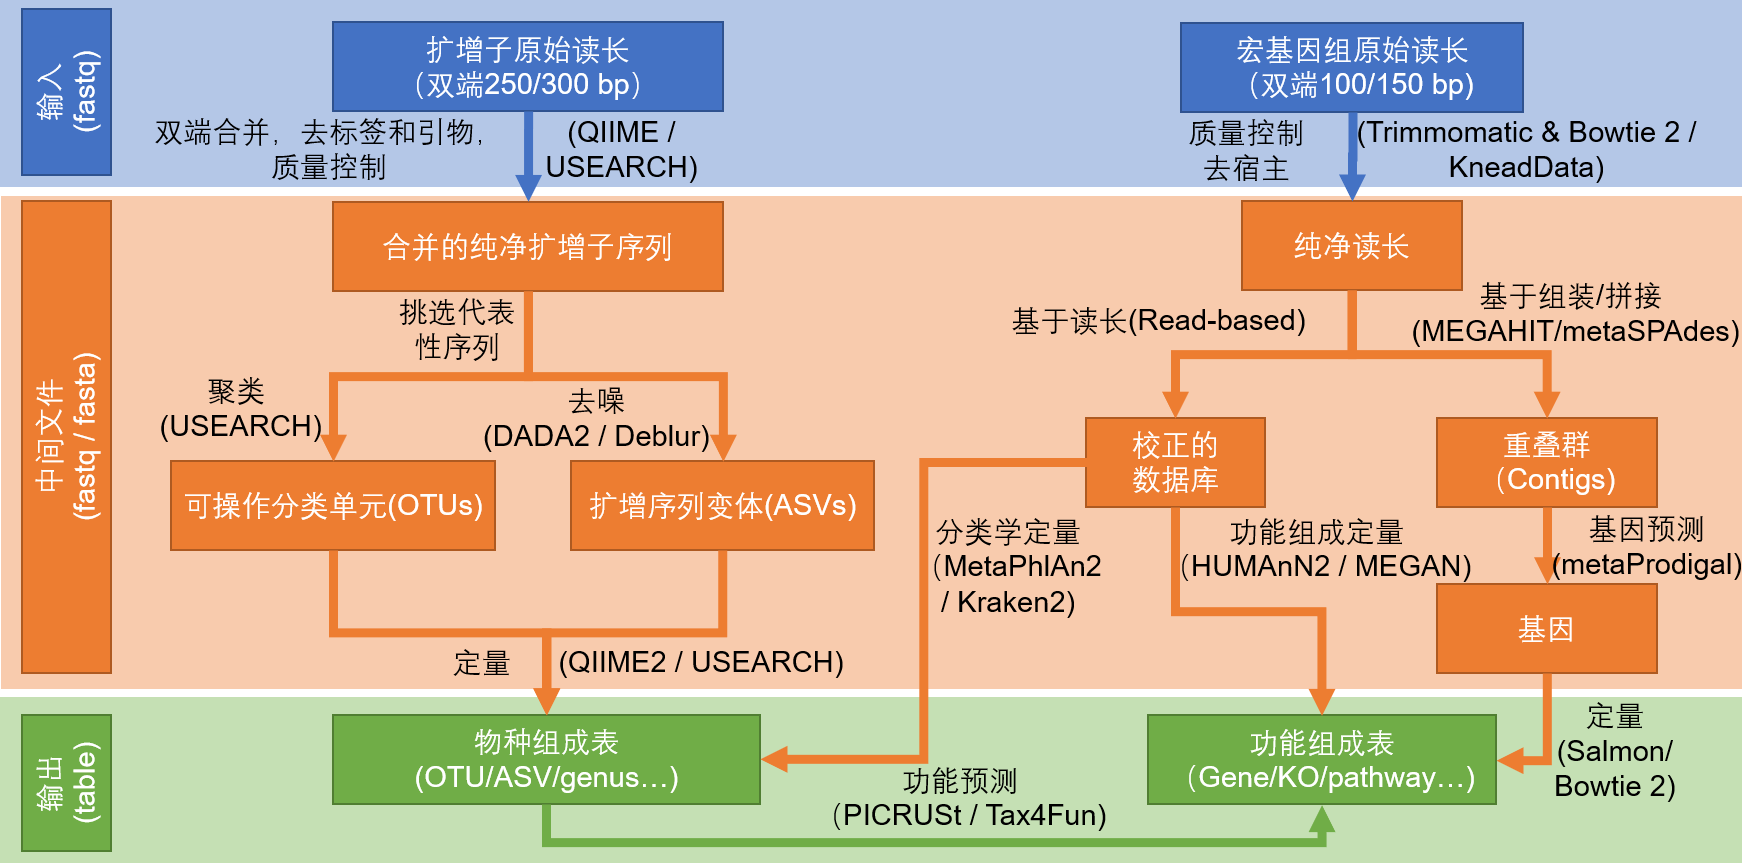 输入
(fastq)
扩增子原始读长
（双端250/300 bp）
宏基因组原始读长
（双端100/150 bp)
双端合并，去标签和引物，
质量控制
(QIIME /
USEARCH)
质量控制
去宿主
(Trimmomatic & Bowtie 2 /
KneadData)
中间文件
(fastq / fasta)
合并的纯净扩增子序列
纯净读长
挑选代表
性序列
基于读长(Read-based)
基于组装/拼接
(MEGAHIT/metaSPAdes)
聚类
(USEARCH)
去噪
(DADA2 / Deblur)
可操作分类单元(OTUs)
扩增序列变体(ASVs)
校正的
数据库
重叠群
（Contigs)
分类学定量
（MetaPhlAn2
/ Kraken2)
功能组成定量
（HUMAnN2 / MEGAN)
基因预测
(metaProdigal)
基因
定量
(QIIME2 / USEARCH)
输出
(table)
物种组成表
(OTU/ASV/genus…)
功能预测
（PICRUSt / Tax4Fun)
功能组成表
（Gene/KO/pathway…)
定量
(Salmon/
Bowtie 2)